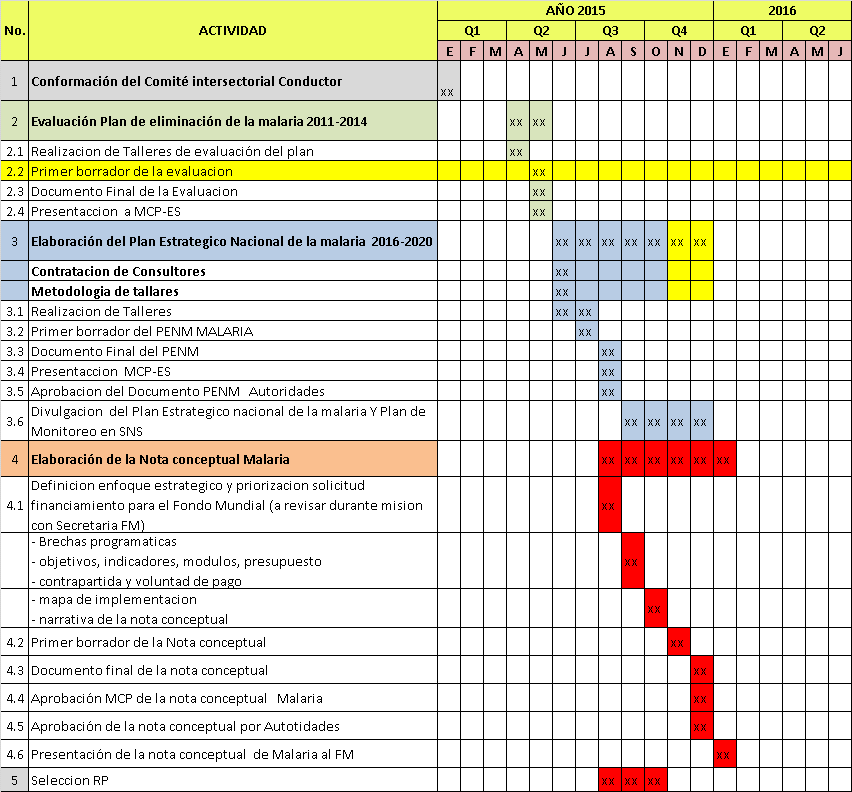 No. ACTIVIDAD AÑO 2015 2016
Q1 Q2 Q3 Q4 Q1 Q2
E F M A M J J A S O N D E F M A M J
1 Conformación del Comité intersectorial Conductor xx
2 Evaluación Plan de eliminación de la malaria 2011-2014 xx xx
2.1 Realizacion de Talleres de evaluación del plan xx
2.2 Primer borrador de la evaluacion xx
2.3 Documento Final de la Evaluacion xx
2.4 Presentaccion a MCP-ES xx
3 Elaboración del Plan Estrategico Nacional de la malaria 2016-2020 xx xx xx xx xx xx xx
Contratacion de Consultores xx
Metodologia de tallares xx
3.1 Realizacion de Talleres xx xx
3.2 Primer borrador del PENM MALARIA xx
3.3 Documento Final del PENM xx
3.4 Presentaccion MCP-ES xx
3.5 Aprobacion del Documento PENM Autoridades xx
3.6 Divulgacion del Plan Estrategico nacional de la malaria Y Plan de
Monitoreo en SNS xx xx xx xx
4 Elaboración de la Nota conceptual Malaria xx xx xx xx xx xx
Definicion enfoque estrategico y priorizacion solicitud
4.1 financiamiento para el Fondo Mundial (a revisar durante mision xx
con Secretaria FM)
- Brechas programaticas
- objetivos, indicadores, modulos, presupuesto xx
- contrapartida y voluntad de pago
- mapa de implementacion xx
- narrativa de la nota conceptual
4.2 Primer borrador de la Nota conceptual xx
4.3 Documento final de la nota conceptual xx
4.4 Aprobación MCP de la nota conceptual Malaria xx
4.5 Aprobación de la nota conceptual por Autotidades xx
4.6 Presentación de la nota conceptual de Malaria al FM xx
5 Seleccion RP xx xx xx